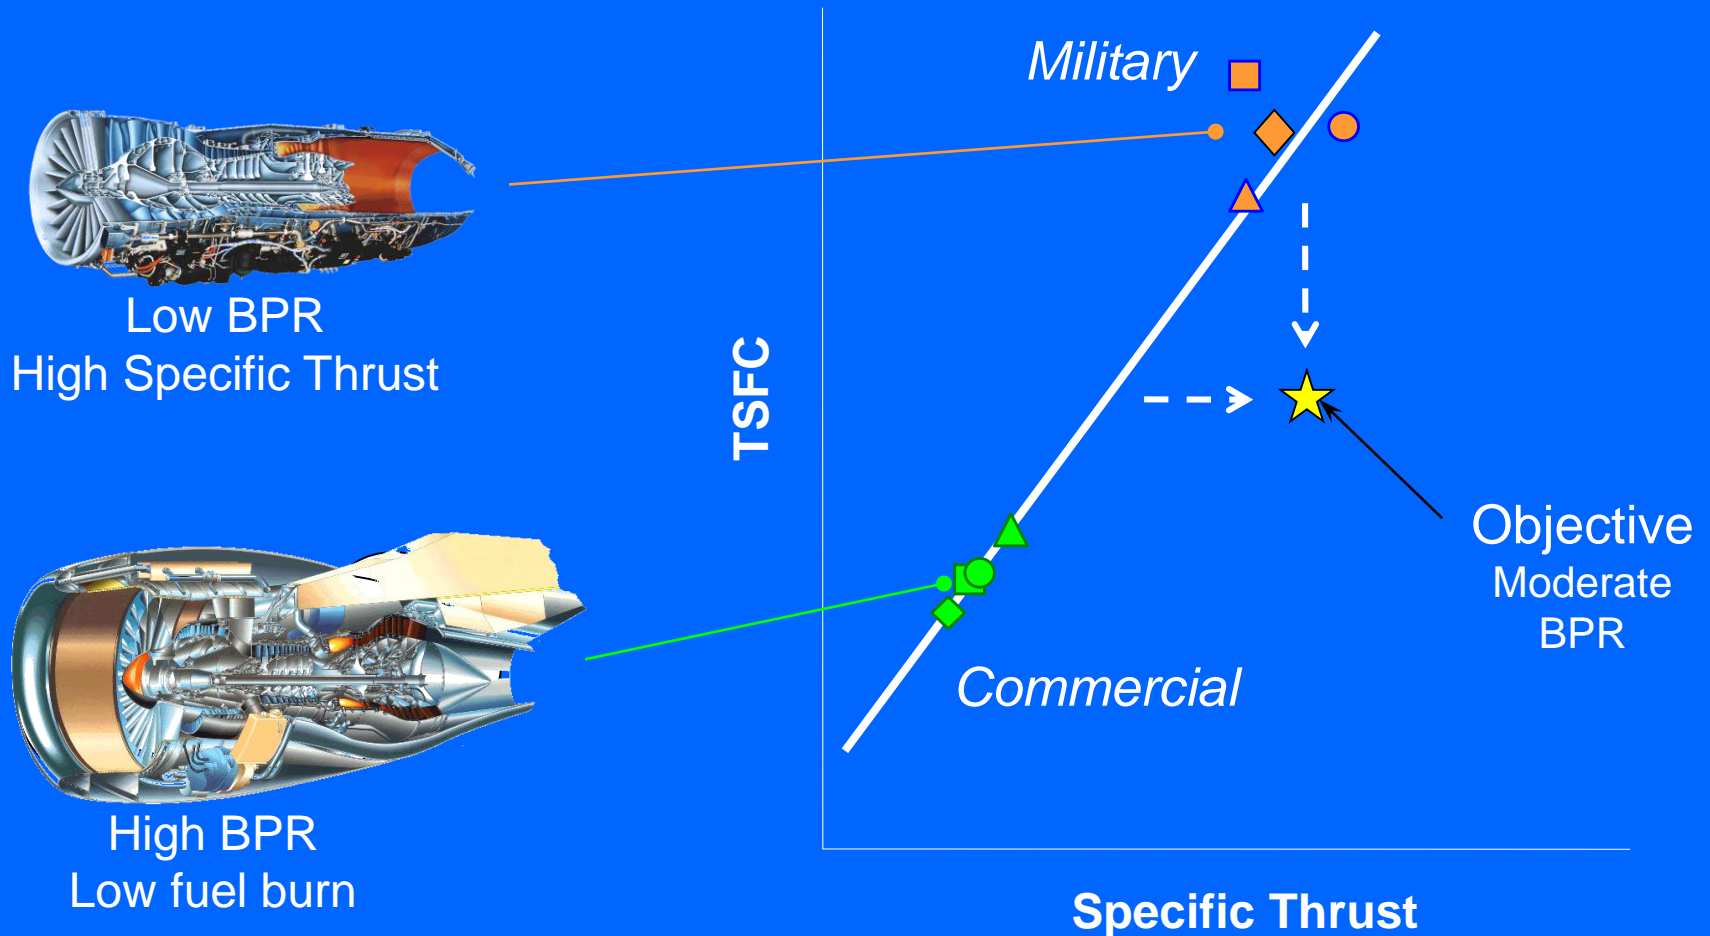 Military
Low BPR
High Specific Thrust
TSFC
Objective
Moderate
BPR
Commercial
High BPR
Low fuel burn
Specific Thrust